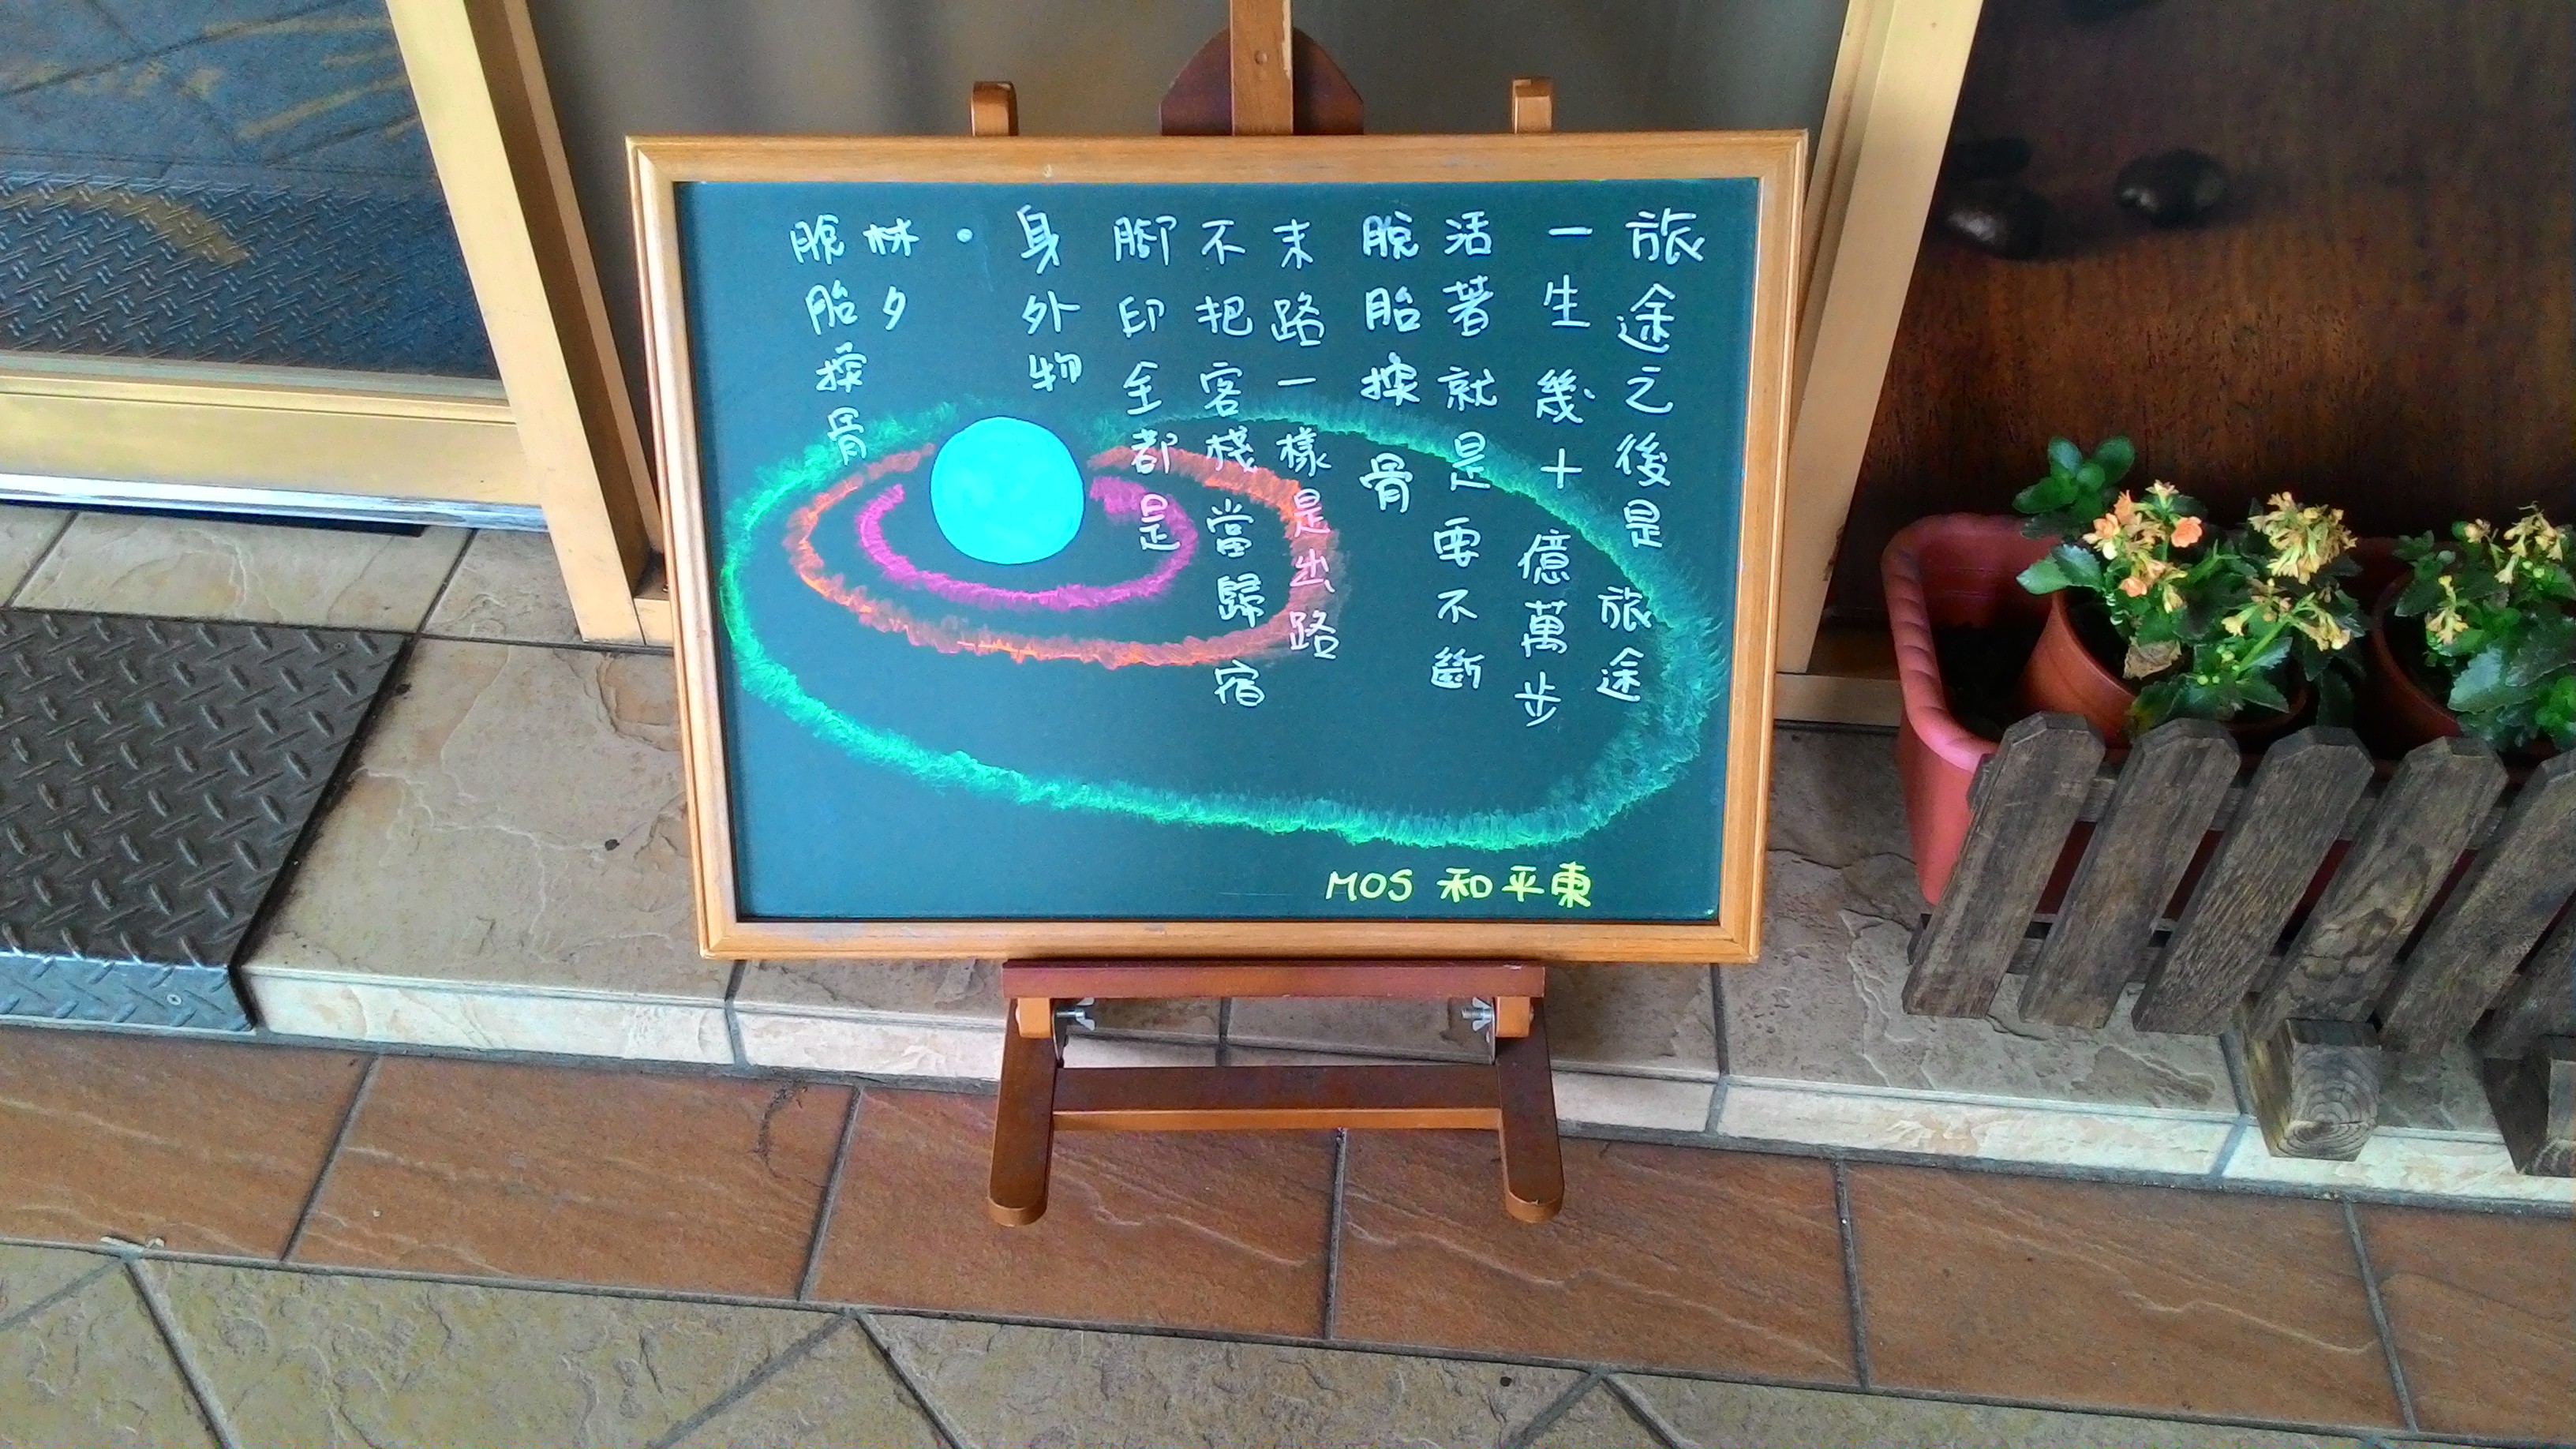 旅途之後是 旅途
一生幾十億萬步
活著就是要不斷
脫胎換骨
末路一樣是出路
不把客棧當歸宿
腳印全都是
身外物
·
林夕
脫胎換骨
MOS 和平東